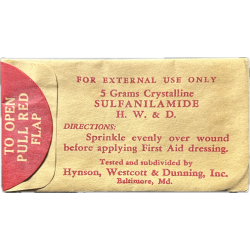 TO OPEN
PULL RED
FLAP
FOR EXTERNAL USE ONLY
5 Grams Crystalline
SULFANILAMIDE
H. W. & D.
DIRECTIONS:
Sprinkle evenly over wound
before applying First Aid dressing.
Tested and subdivided by
Hynson, Westcott & Dunning, Inc.
Baltimore, Md.